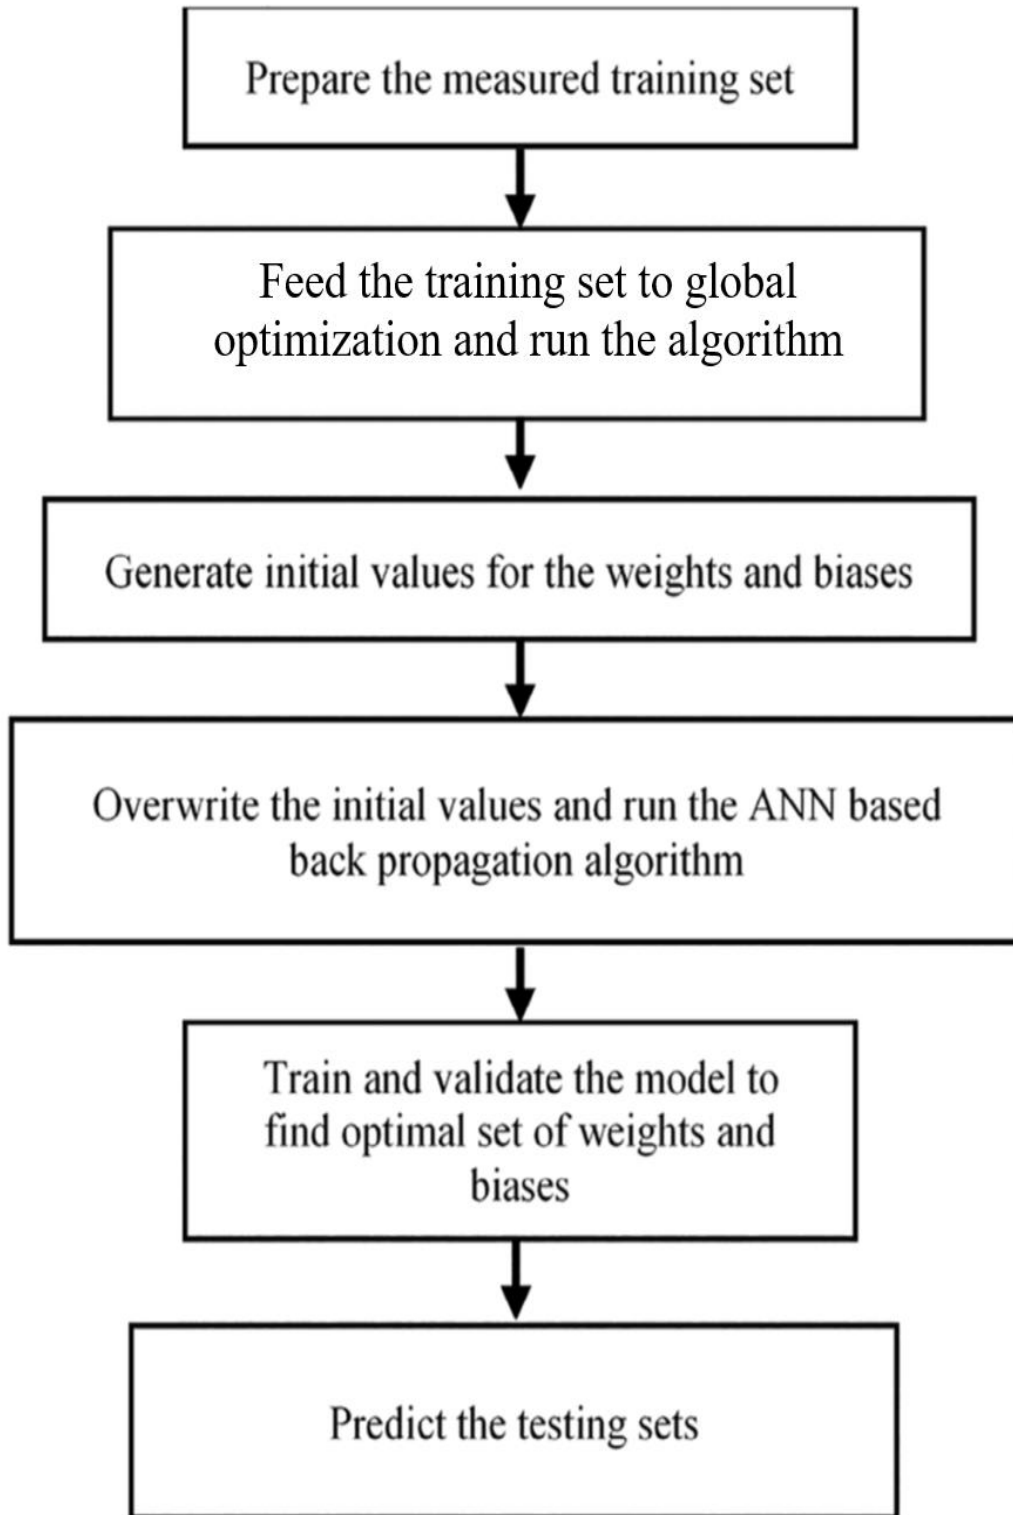 Prepare the measured training set
Feed the training set to global
optimization and run the algorithm
Generate initial values for the weights and biases
Overwrite the initial values and run the ANN based
back propagation algorithm
Train and validate the model to
find optimal set of weights and
biases
Predict the testing sets